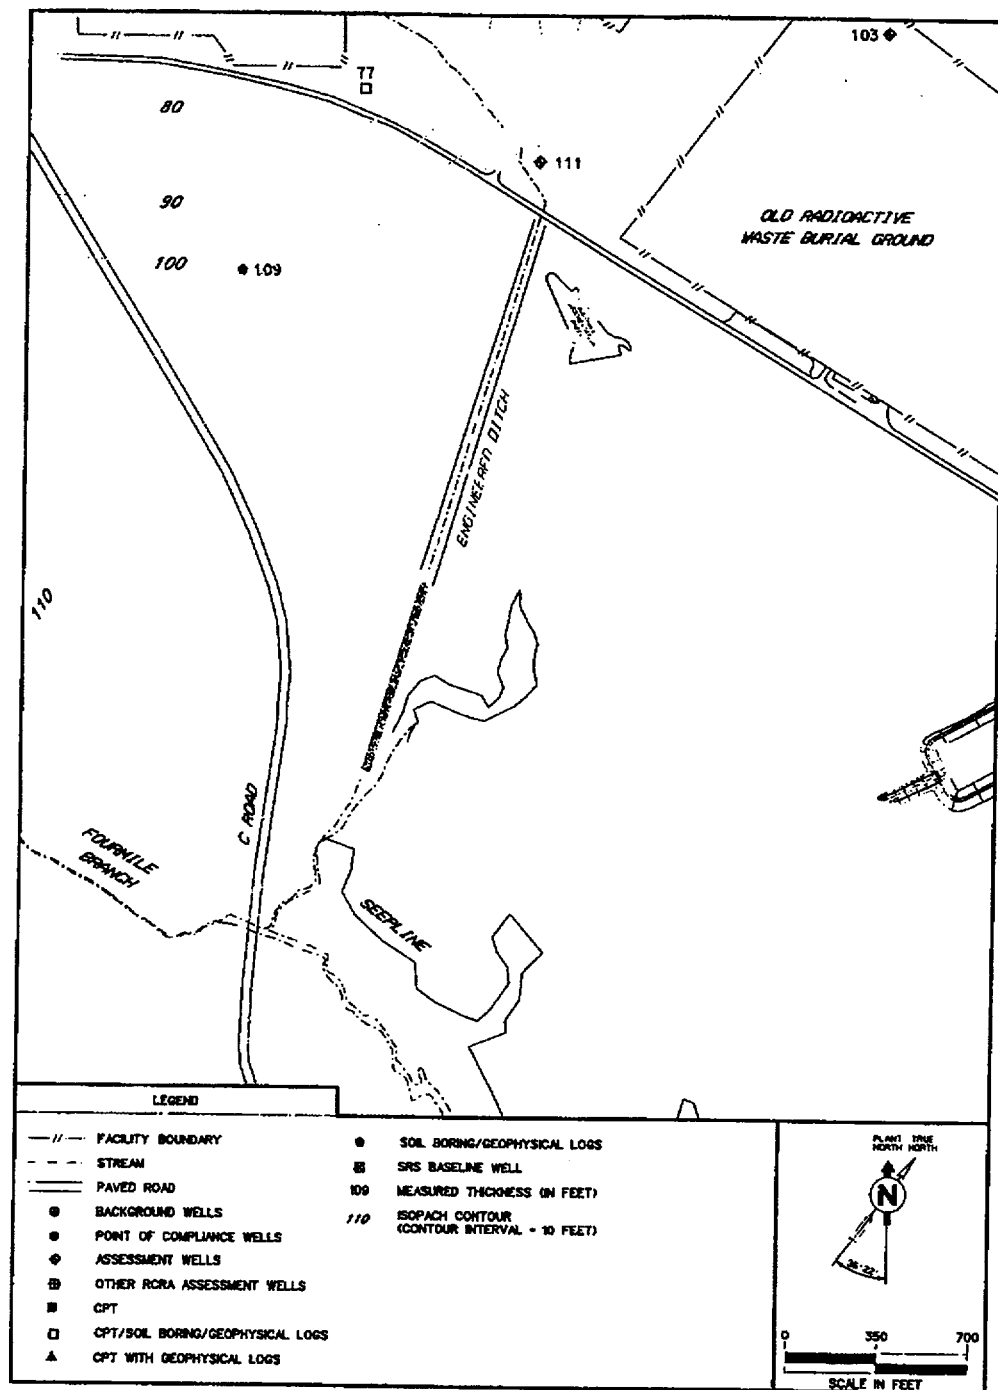 103
77
80
111
90
OLD RADIOACTIVE
WASTE BURIAL GROUND
100
109
ENGINEERED DITCH
110
C ROAD
FOURMILE
BRANCH
SEEPLINE
LEGEND
FACILITY BOUNDARY
STREAM
PAVED ROAD
BACKGROUND WELLS
POINT OF COMPLIANCE WELLS
ASSESSMENT WELLS
OTHER RCRA ASSESSMENT WELLS
CPT
CPT/SOIL BORING/GEOPHYSICAL LOGS
CPT WITH GEOPHYSICAL LOGS
SOIL BORING/GEOPHYSICAL LOGS
SRS BASELINE WELL
109 MEASURED THICKNESS (IN FEET)
110 ISOPACH CONTOUR
(CONTOUR INTERVAL = 10 FEET)
PLANT TRUE
NORTH NORTH
N
36°22'
0 350 700
SCALE IN FEET